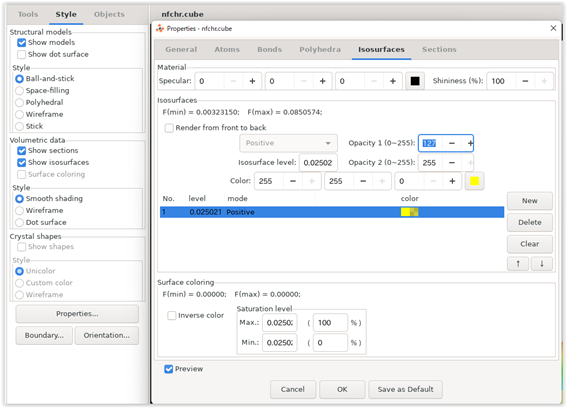 Tools Style Objects
Structural models
Show models
Show dot surface
Style
Ball-and-stick
Space-filling
Polyhedral
Wireframe
Stick
Volumetric data
Show sections
Show isosurfaces
Surface coloring
Style
Smooth shading
Wireframe
Dot surface
Crystal shapes
Show shapes
Style
Unicolor
Custom color
Wireframe
Properties...
Boundary... Orientation...
nfchr.cube
Properties - nfchr.cube
General Atoms Bonds Polyhedra Isosurfaces Sections
Material
Specular: 0 − + 0 − + 0 − + Shininess (%): 100 − +
Isosurfaces
F(min) = 0.00323150; F(max) = 0.0850574;
Render from front to back
Positive Opacity 1 (0~255): 127 − +
Isosurface level: 0.02502 Opacity 2 (0~255): 255 − +
Color: 255 − + 255 − + 0 − +
No. level mode color
1 0.025021 Positive
New
Delete
Clear
↑ ↓
Surface coloring
F(min) = 0.00000; F(max) = 0.00000;
Inverse color
Saturation level
Max.: 0.0250 ( 100 % )
Min.: 0.0250 ( 0 % )
Preview
Cancel OK Save as Default